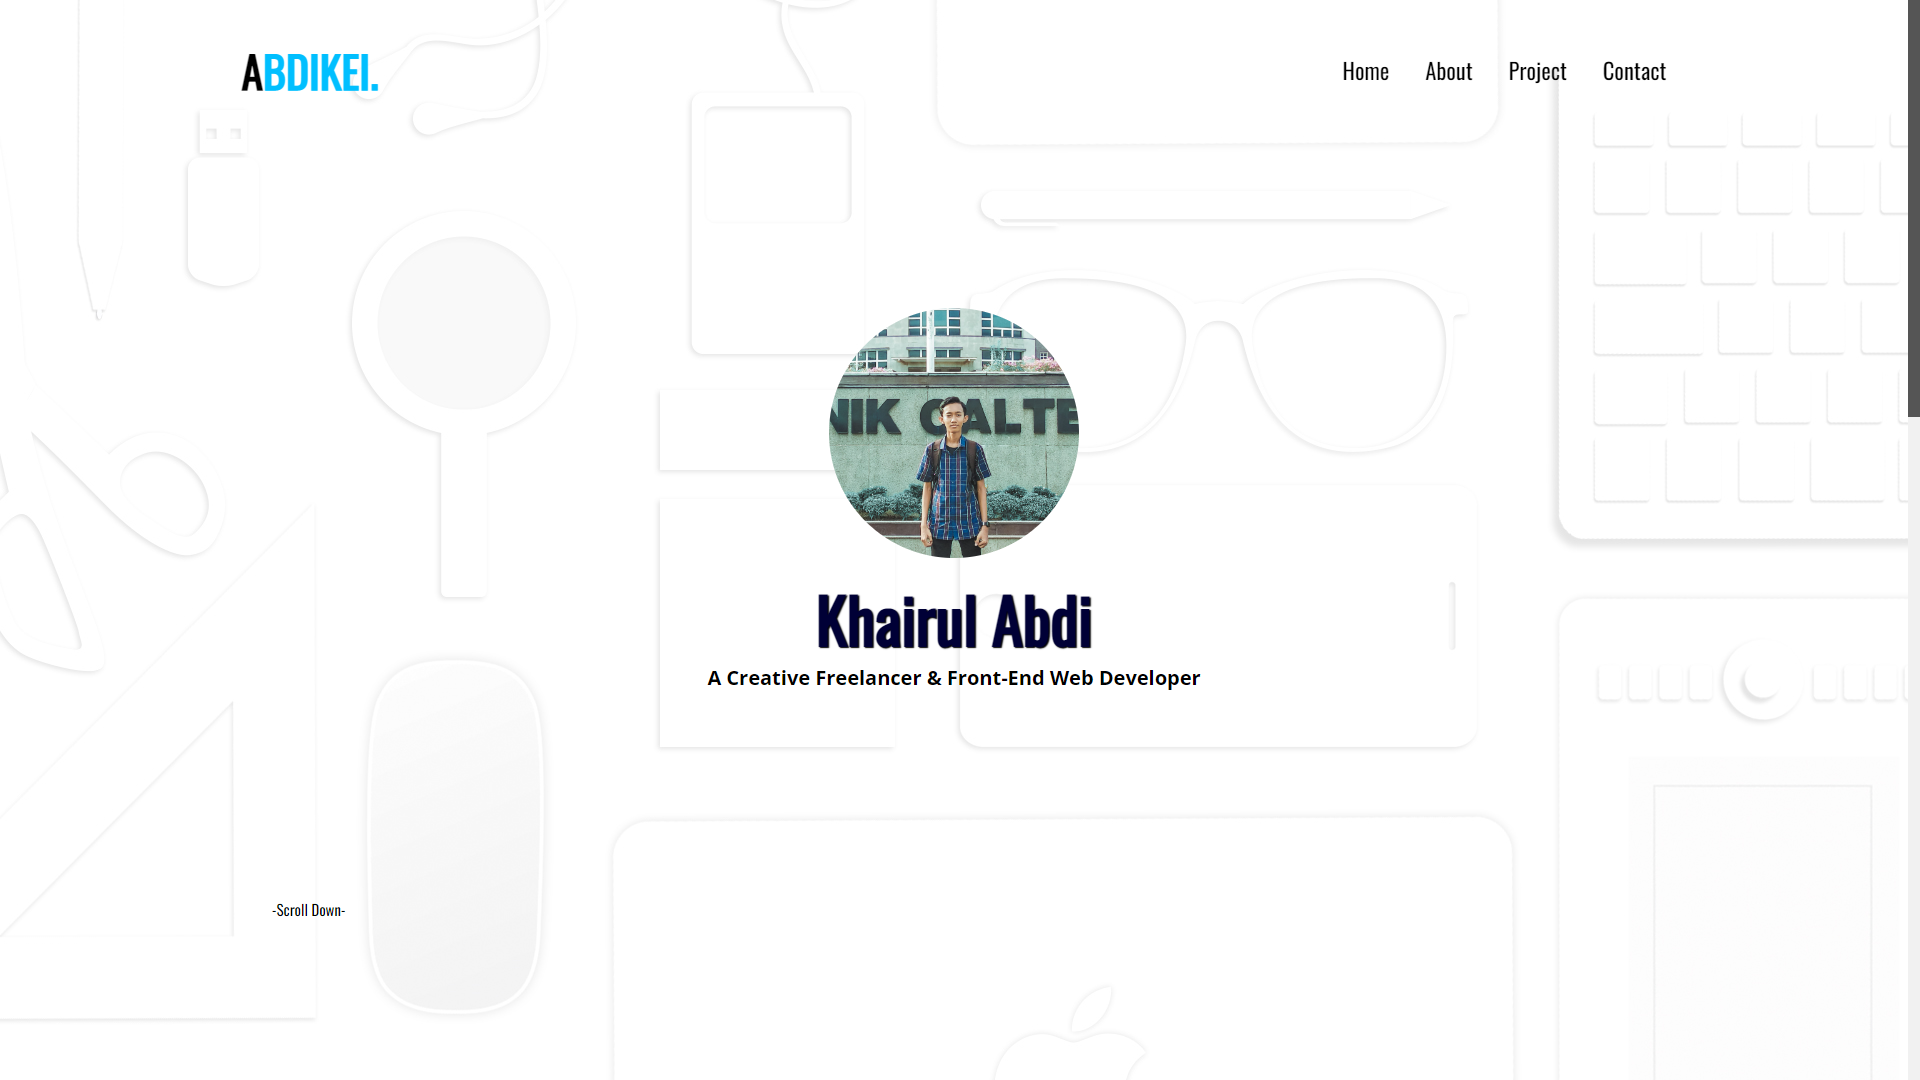 ABDIKEI.
Home
About
Project
Contact
NIK CALTE
Khairul Abdi
A Creative Freelancer & Front-End Web Developer
-Scroll Down-